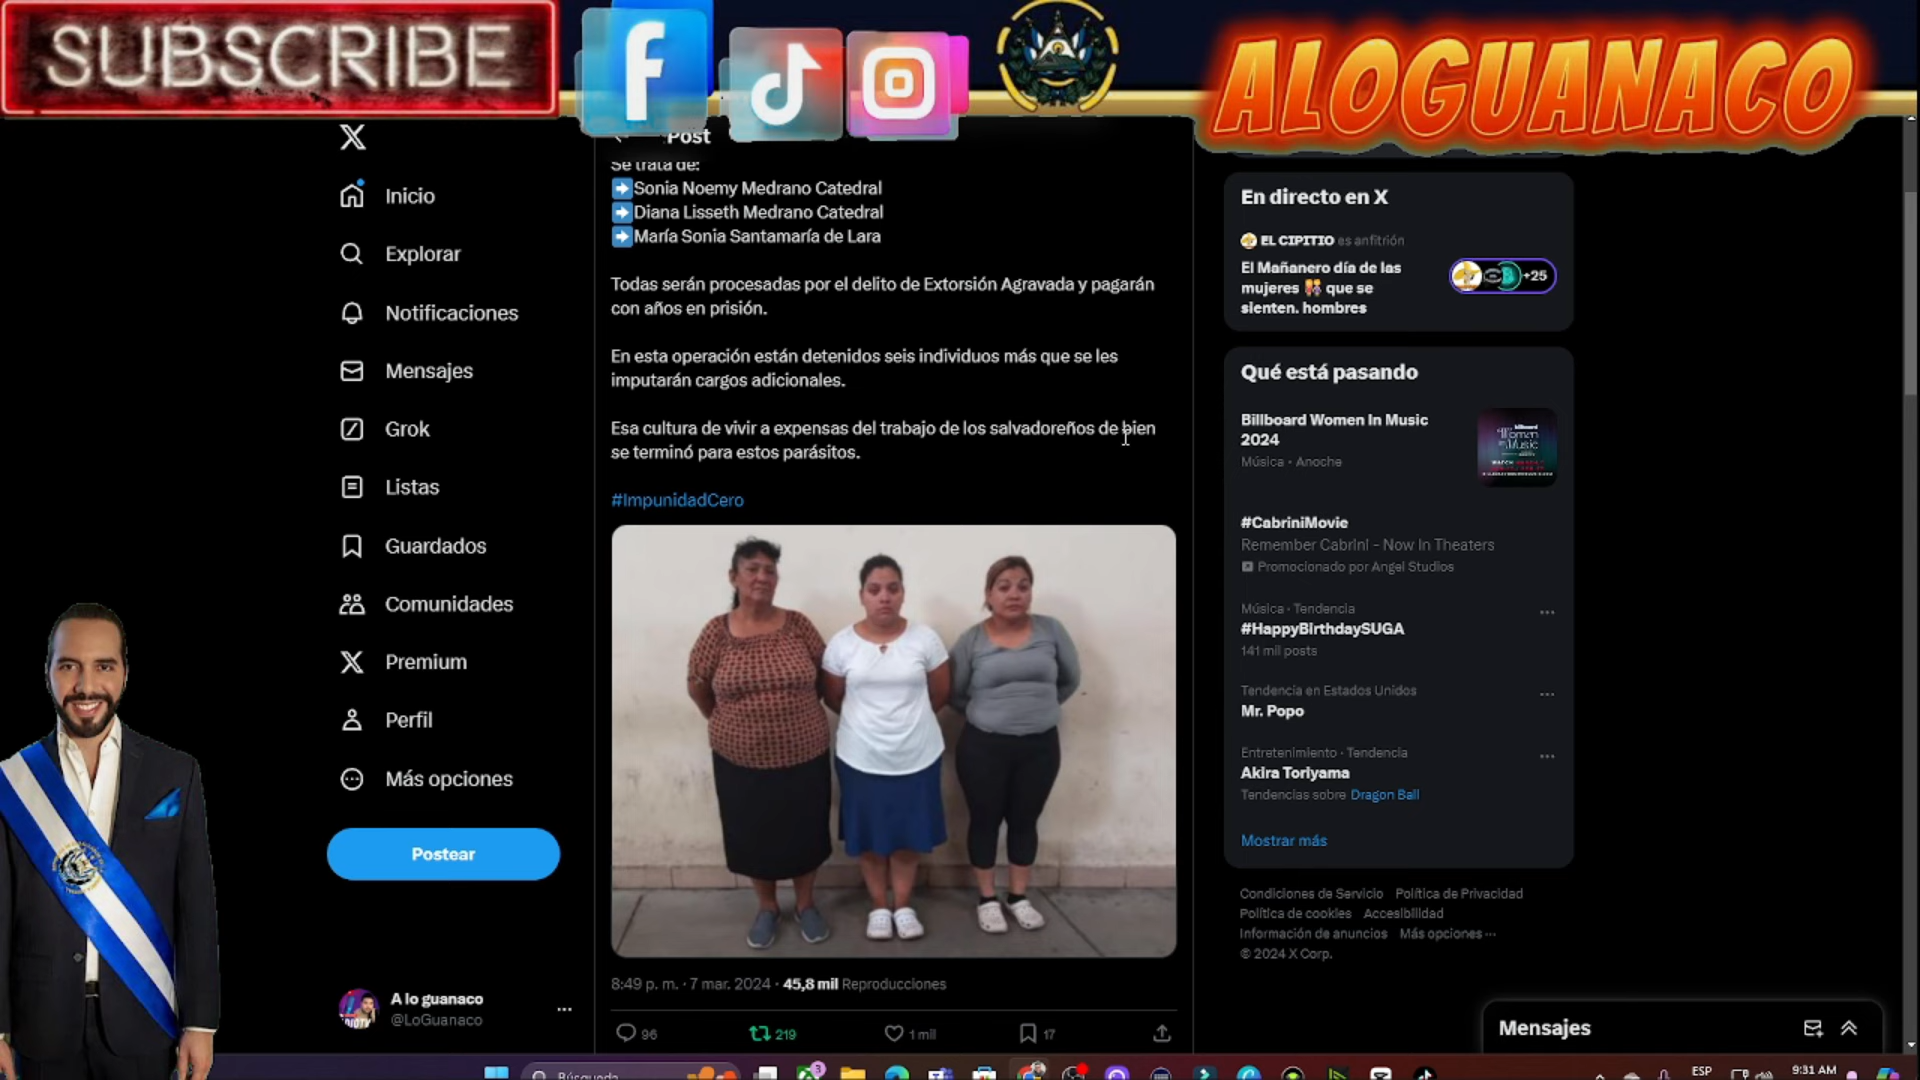 SUBSCRIBE
ALOGUANACO
Inicio
Explorar
Notificaciones
Mensajes
Grok
Listas
Guardados
Comunidades
Premium
Perfil
Más opciones
Postear
A lo guanaco
@LoGuanaco
Post
Se trata de:
Sonia Noemy Medrano Catedral
Diana Lisseth Medrano Catedral
María Sonia Santamaría de Lara
Todas serán procesadas por el delito de Extorsión Agravada y pagarán
con años en prisión.
En esta operación están detenidos seis individuos más que se les
imputarán cargos adicionales.
Esa cultura de vivir a expensas del trabajo de los salvadoreños de bien
se terminó para estos parásitos.
#ImpunidadCero
8:49 p. m. · 7 mar. 2024 · 45,8 mil Reproducciones
96 219 1 mil 17
En directo en X
EL CIPITIO es anfitrión
El Mañanero día de las
mujeres que se
sienten. hombres
+25
Qué está pasando
Billboard Women In Music
2024
Música · Anoche
#CabriniMovie
Remember Cabrini - Now In Theaters
Promocionado por Angel Studios
Música · Tendencia
#HappyBirthdaySUGA
141 mil posts
Tendencia en Estados Unidos
Mr. Popo
Entretenimiento · Tendencia
Akira Toriyama
Tendencias sobre Dragon Ball
Mostrar más
Condiciones de Servicio Política de Privacidad
Política de cookies Accesibilidad
Información de anuncios Más opciones ···
© 2024 X Corp.
Mensajes
Búsqueda
ESP
9:31 AM